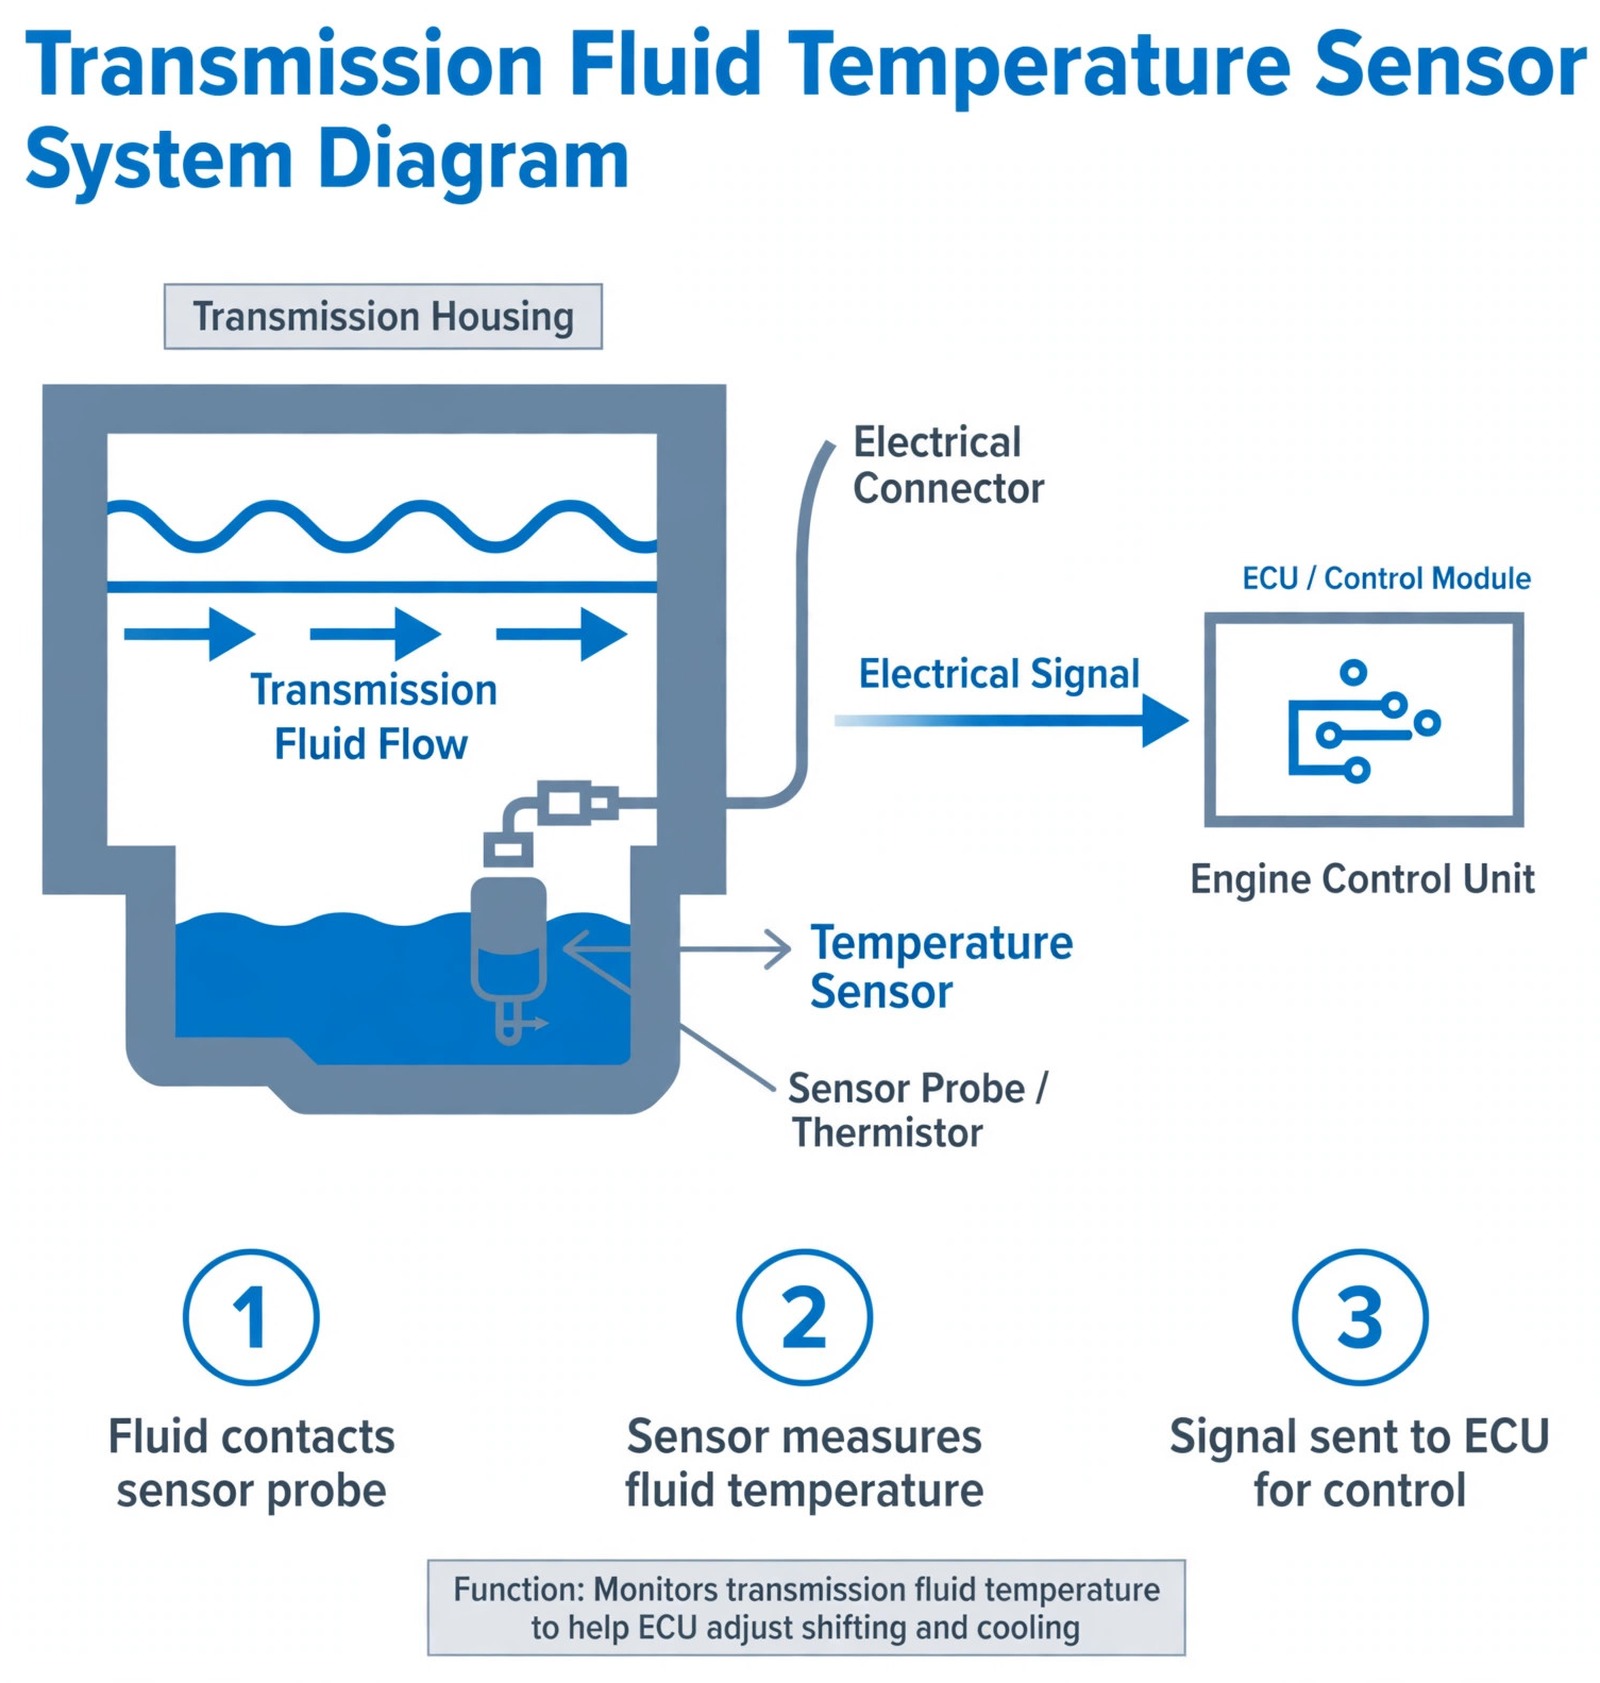 Transmission Fluid Temperature Sensor
System Diagram
Transmission Housing
Electrical
Connector
ECU / Control Module
Electrical Signal
Transmission
Fluid Flow
Engine Control Unit
Temperature
Sensor
Sensor Probe /
Thermistor
1
Fluid contacts
sensor probe
2
Sensor measures
fluid temperature
3
Signal sent to ECU
for control
Function: Monitors transmission fluid temperature
to help ECU adjust shifting and cooling